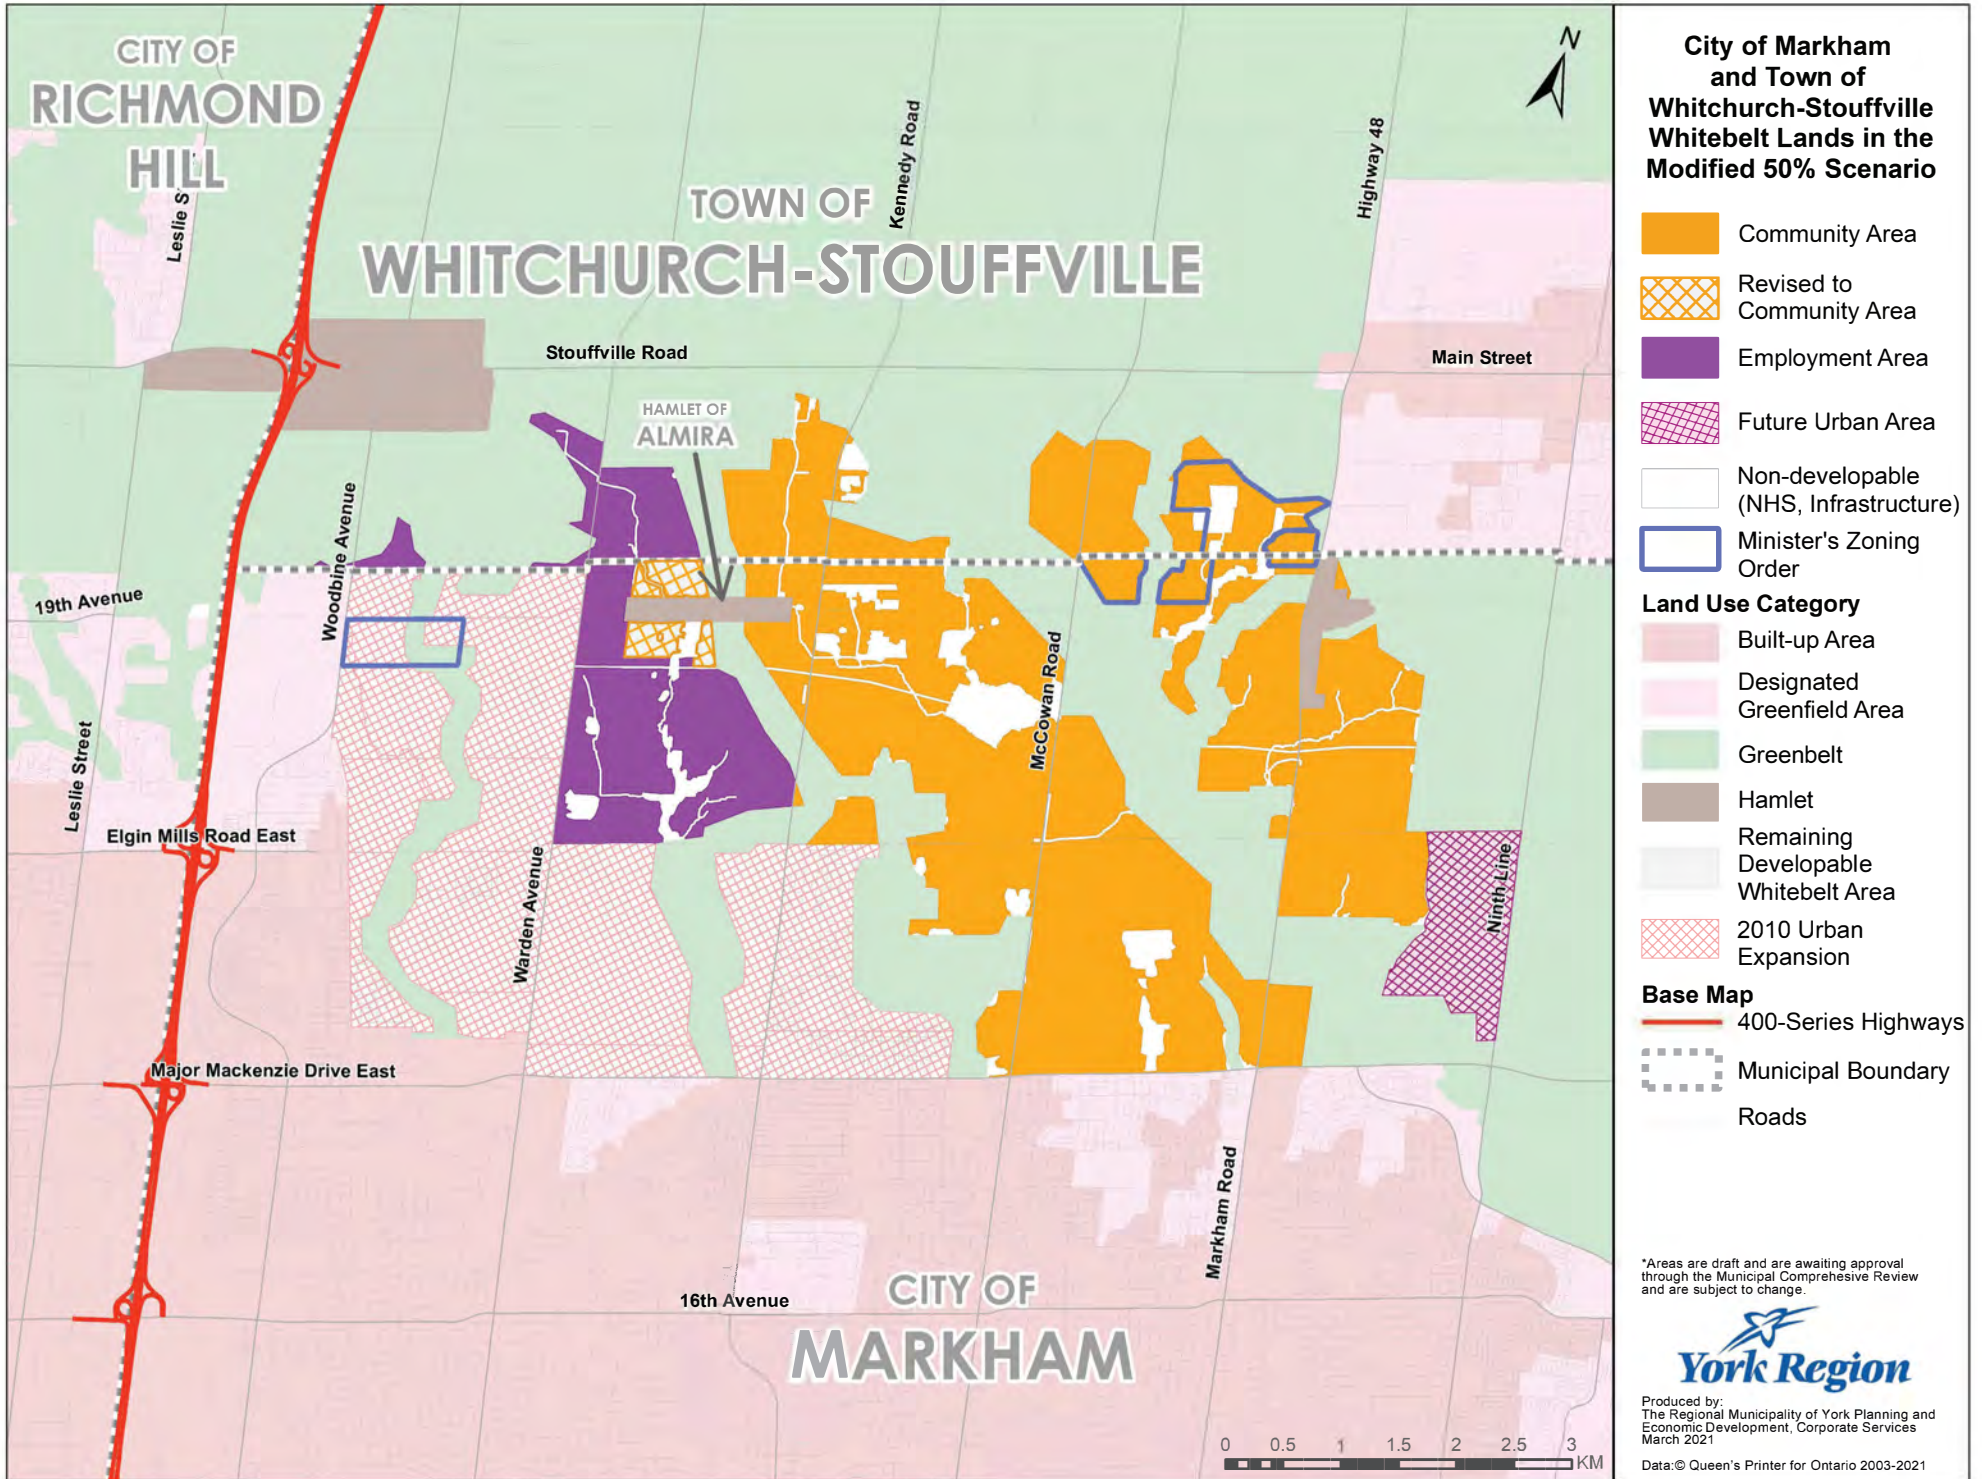 CITY OF
RICHMOND
HILL
Leslie S
TOWN OF
WHITCHURCH-STOUFFVILLE
Kennedy Road
Highway 48
N
Stouffville Road
Main Street
HAMLET OF
ALMIRA
Woodbine Avenue
19th Avenue
Leslie Street
McCowan Road
Elgin Mills Road East
Warden Avenue
Ninth Line
Major Mackenzie Drive East
Markham Road
16th Avenue
CITY OF
MARKHAM
0 0.5 1 1.5 2 2.5 3
KM
City of Markham
and Town of
Whitchurch-Stouffville
Whitebelt Lands in the
Modified 50% Scenario
Community Area
Revised to
Community Area
Employment Area
Future Urban Area
Non-developable
(NHS, Infrastructure)
Minister's Zoning
Order
Land Use Category
Built-up Area
Designated
Greenfield Area
Greenbelt
Hamlet
Remaining
Developable
Whitebelt Area
2010 Urban
Expansion
Base Map
400-Series Highways
Municipal Boundary
Roads
*Areas are draft and are awaiting approval
through the Municipal Comprehesive Review
and are subject to change.
York Region
Produced by:
The Regional Municipality of York Planning and
Economic Development, Corporate Services
March 2021
Data:© Queen's Printer for Ontario 2003-2021